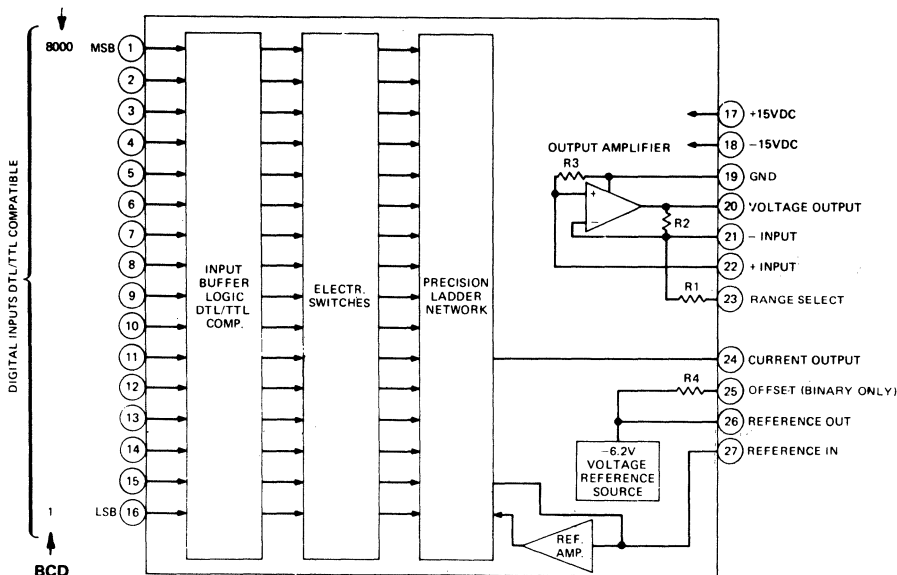 8000 MSB 1
2
3
4
5
6
7
8
9
10
11
12
13
14
15
1 LSB 16
BCD
DIGITAL INPUTS DTL/TTL COMPATIBLE
INPUT
BUFFER
LOGIC
DTL/TTL
COMP.
ELECTR.
SWITCHES
PRECISION
LADDER
NETWORK
OUTPUT AMPLIFIER
R3
+
−
R2
R1
R4
−6.2V
VOLTAGE
REFERENCE
SOURCE
REF.
AMP.
17 +15VDC
18 −15VDC
19 GND
20 VOLTAGE OUTPUT
21 − INPUT
22 + INPUT
23 RANGE SELECT
24 CURRENT OUTPUT
25 OFFSET (BINARY ONLY)
26 REFERENCE OUT
27 REFERENCE IN